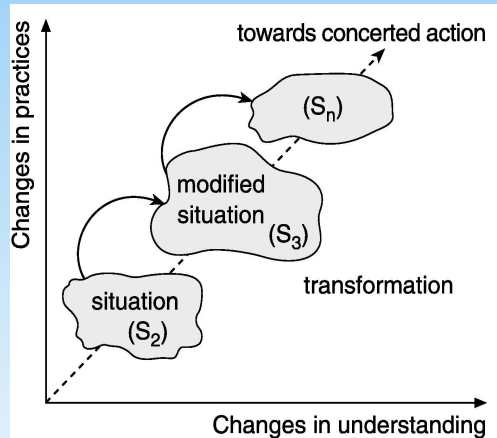 towards concerted action
Changes in practices
(Sn)
modified
situation
(S3)
transformation
situation
(S2)
Changes in understanding